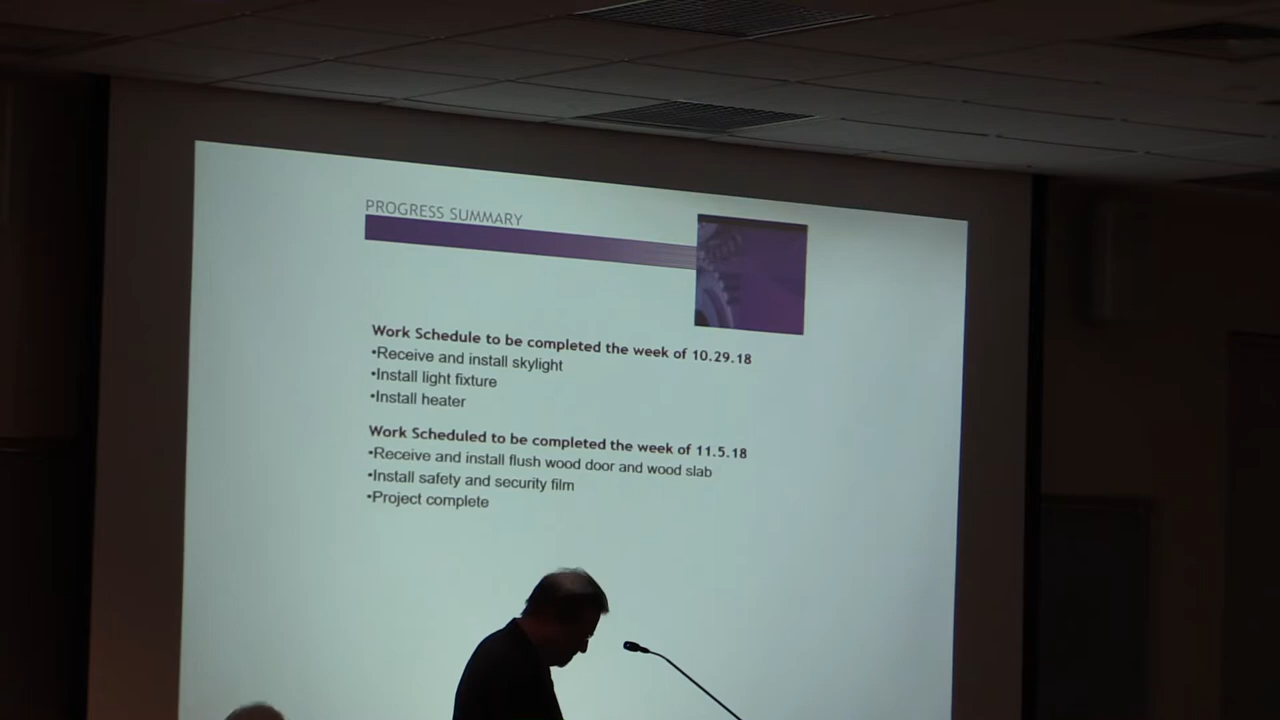 PROGRESS SUMMARY
Work Schedule to be completed the week of 10.29.18
•Receive and install skylight
•Install light fixture
•Install heater
Work Scheduled to be completed the week of 11.5.18
•Receive and install flush wood door and wood slab
•Install safety and security film
•Project complete